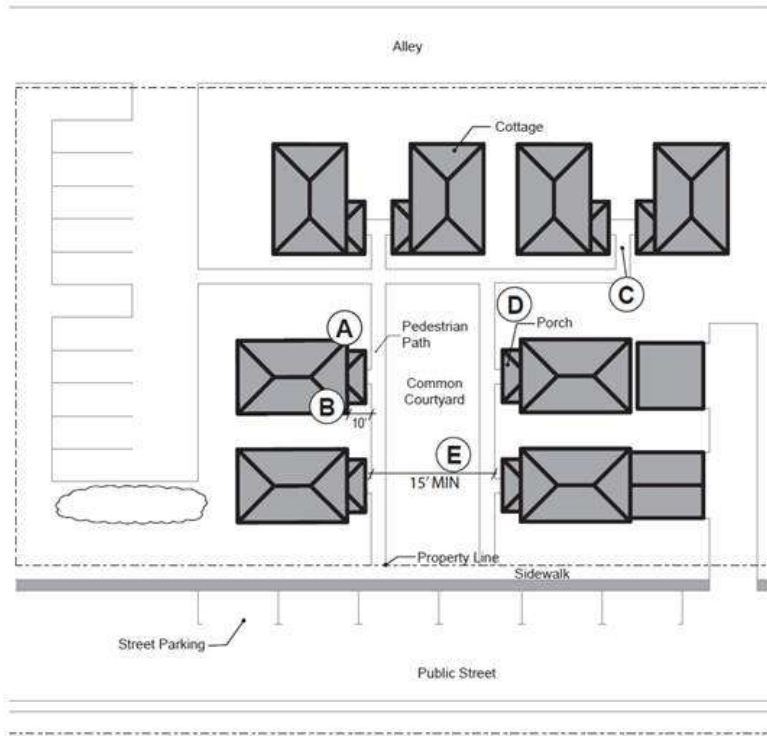 Alley
Cottage
C
A
D
Pedestrian
Path
Porch
Common
Courtyard
B
10'
E
15' MIN
Property Line
Sidewalk
Street Parking
Public Street